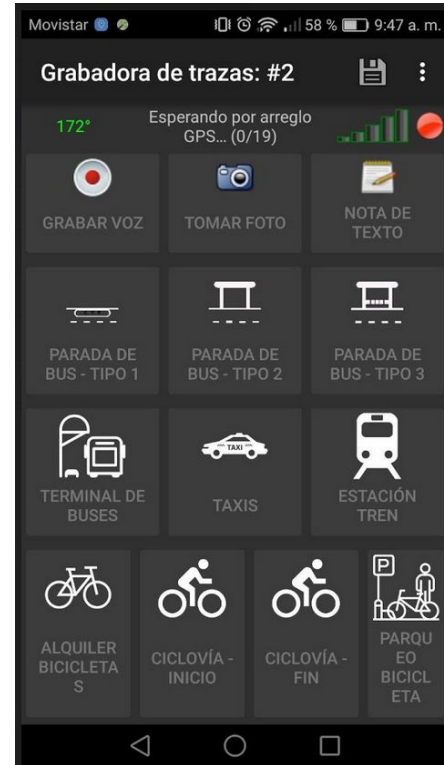 Movistar 58 % 9:47 a. m.
Grabadora de trazas: #2
172°
Esperando por arreglo
GPS... (0/19)
GRABAR VOZ
TOMAR FOTO
NOTA DE
TEXTO
PARADA DE
BUS - TIPO 1
PARADA DE
BUS - TIPO 2
PARADA DE
BUS - TIPO 3
TERMINAL DE
BUSES
TAXI
TAXIS
ESTACIÓN
TREN
ALQUILER
BICICLETA
S
CICLOVÍA -
INICIO
CICLOVÍA -
FIN
P
PARQU
EO
BICICL
ETA